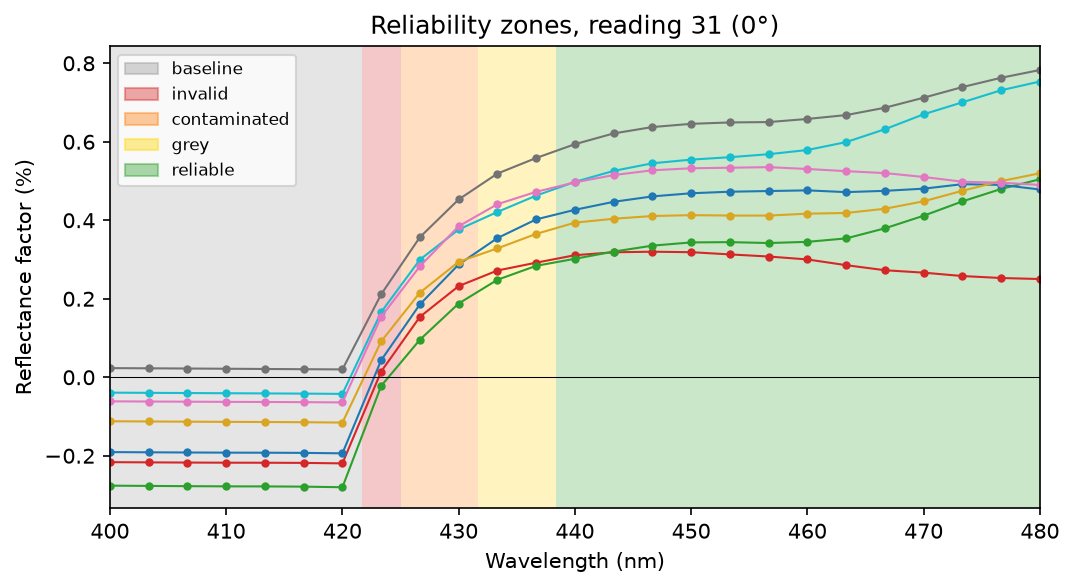 Reliability zones, reading 31 (0°)
Reflectance factor (%)
0.8
0.6
0.4
0.2
0.0
−0.2
baseline
invalid
contaminated
grey
reliable
400 410 420 430 440 450 460 470 480
Wavelength (nm)